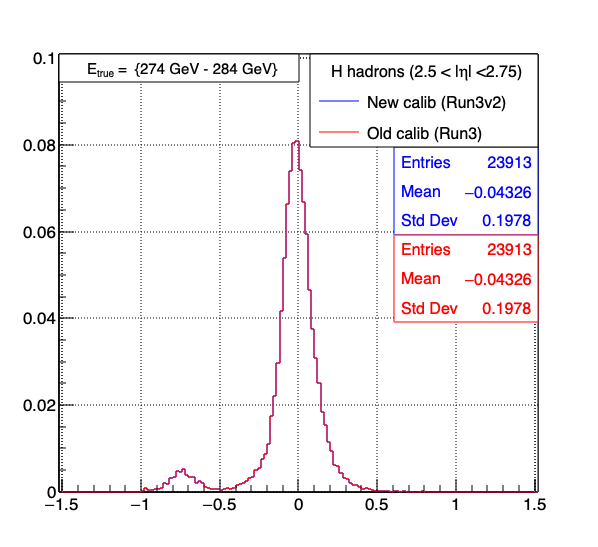 E_true = {274 GeV - 284 GeV}
H hadrons (2.5 < |η| <2.75)
New calib (Run3v2)
Old calib (Run3)
Entries 23913
Mean −0.04326
Std Dev 0.1978
Entries 23913
Mean −0.04326
Std Dev 0.1978
0.1
0.08
0.06
0.04
0.02
0
−1.5 −1 −0.5 0 0.5 1 1.5